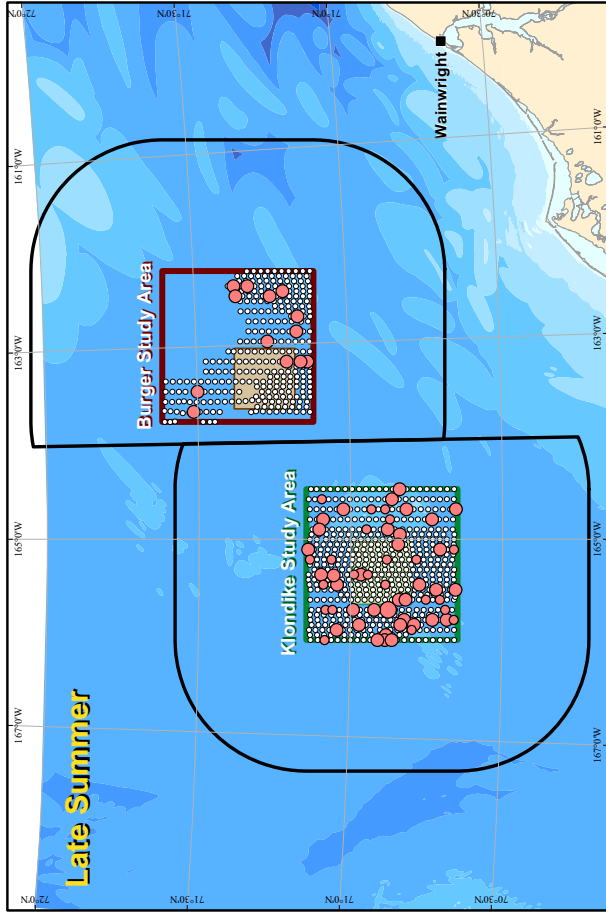 167°0'W
165°0'W
163°0'W
161°0'W
72°0'N
72°0'N
Late Summer
Burger Study Area
71°30'N
71°30'N
Klondike Study Area
71°0'N
71°0'N
Wainwright
70°30'N
70°30'N
167°0'W
165°0'W
163°0'W
161°0'W